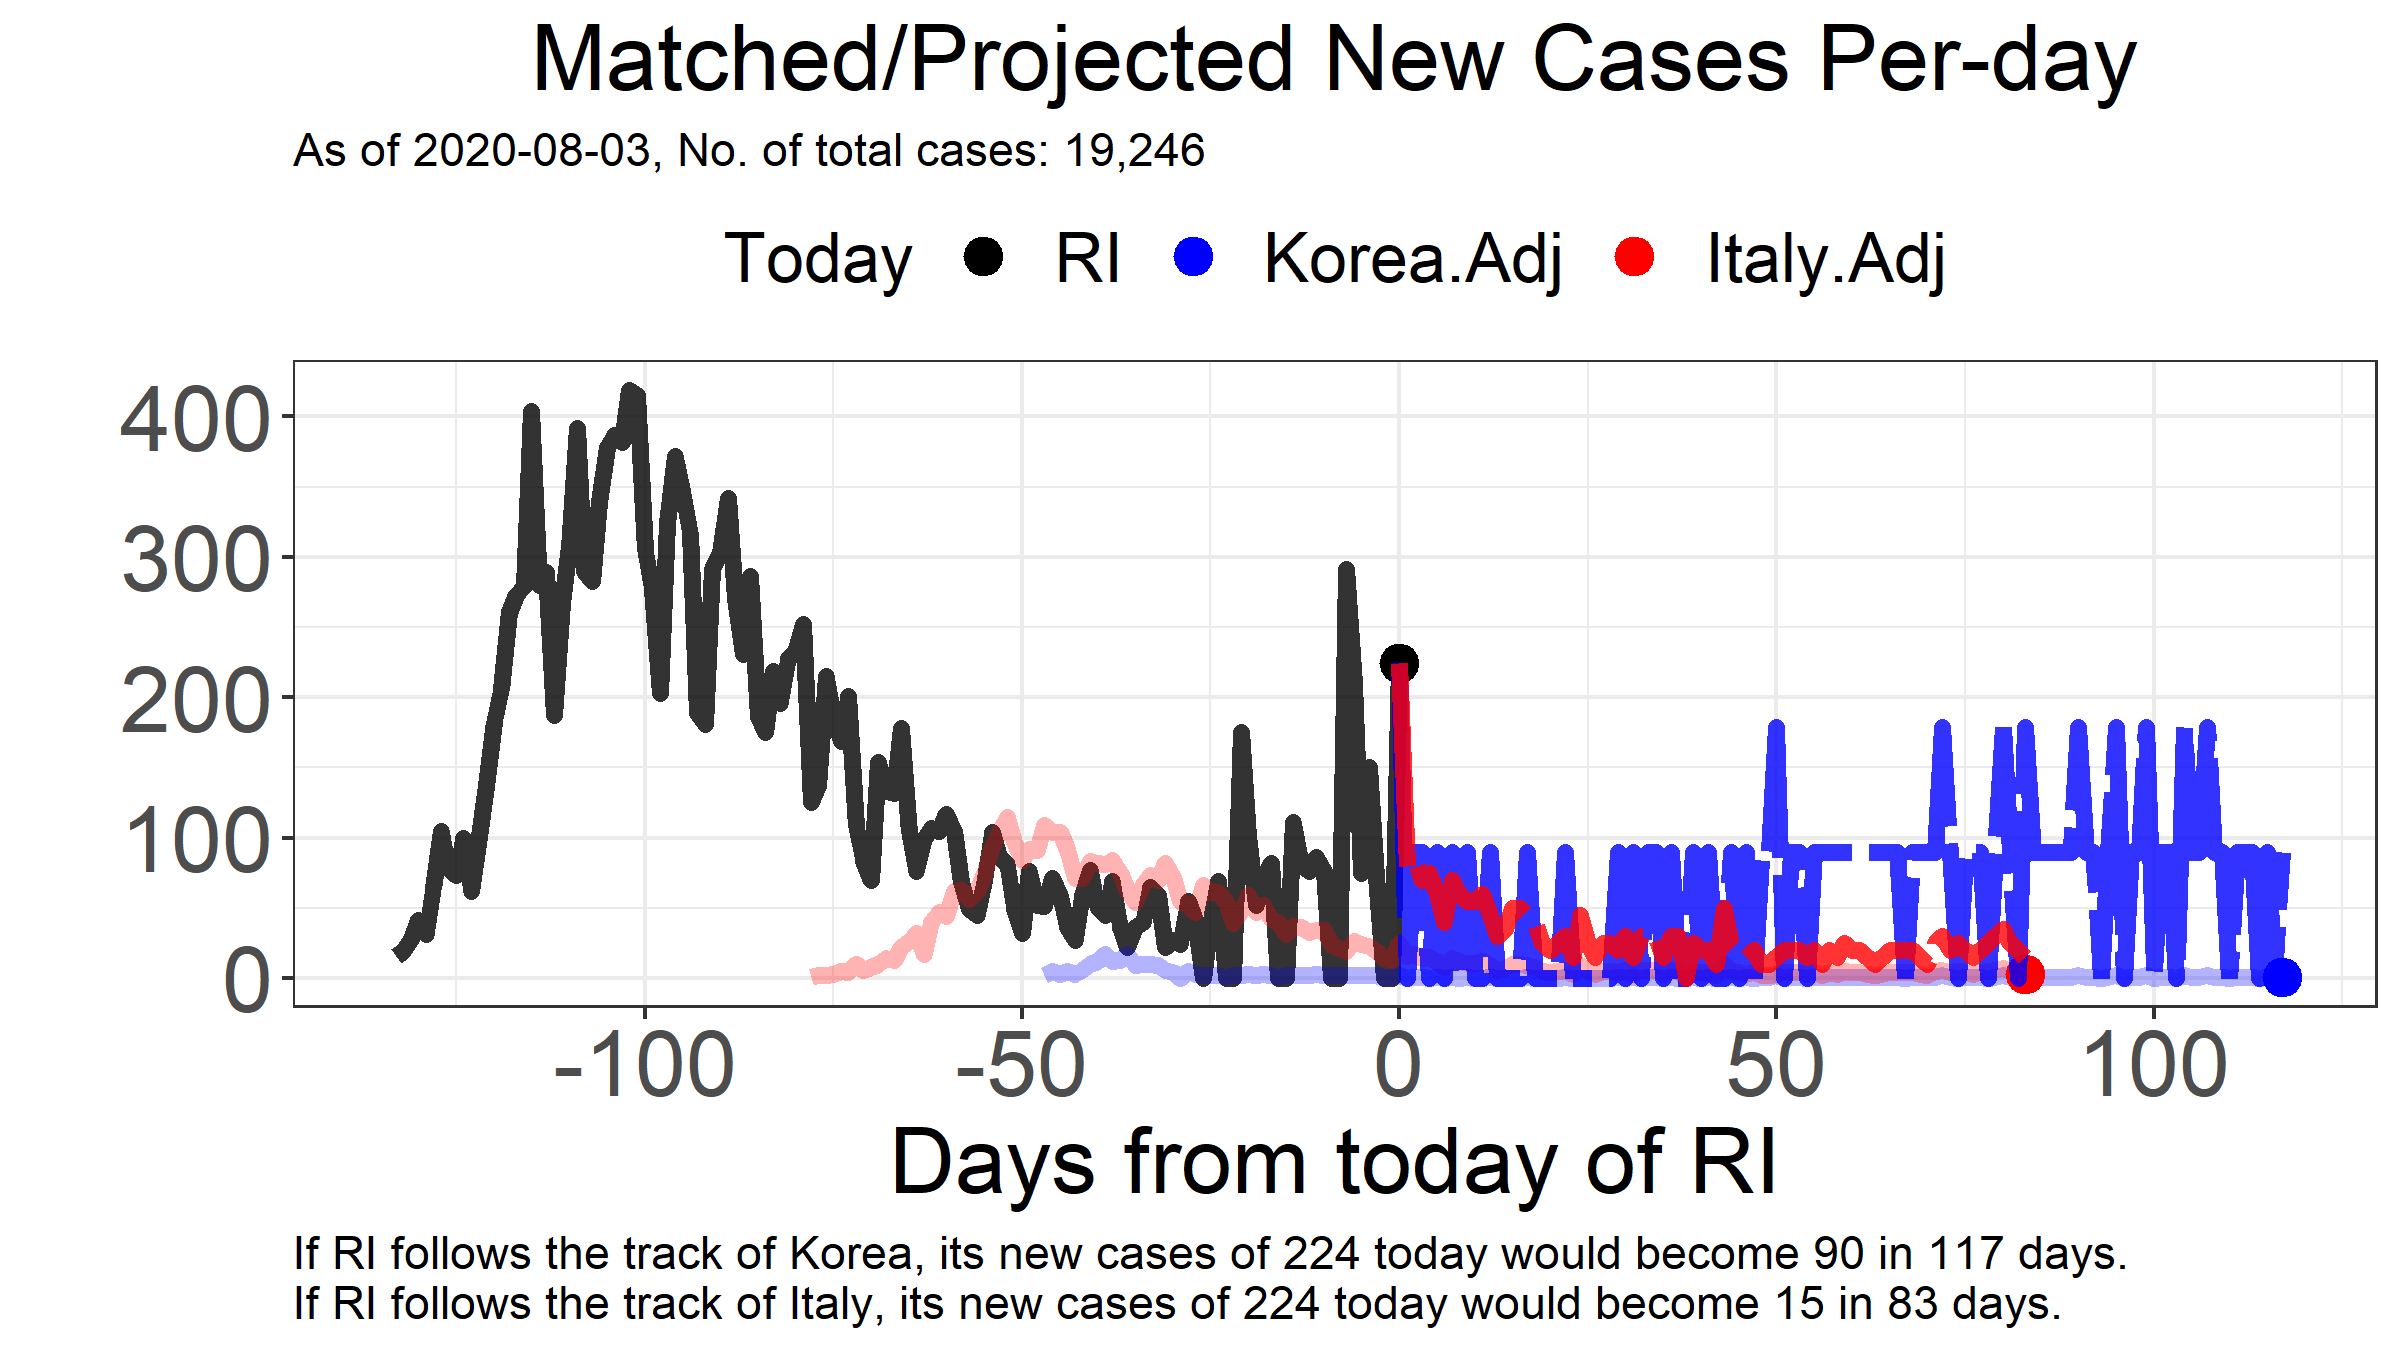 Matched/Projected New Cases Per-day
As of 2020-08-03, No. of total cases: 19,246
Today RI Korea.Adj Italy.Adj
400
300
200
100
0
-100 -50 0 50 100
Days from today of RI
If RI follows the track of Korea, its new cases of 224 today would become 90 in 117 days.
If RI follows the track of Italy, its new cases of 224 today would become 15 in 83 days.